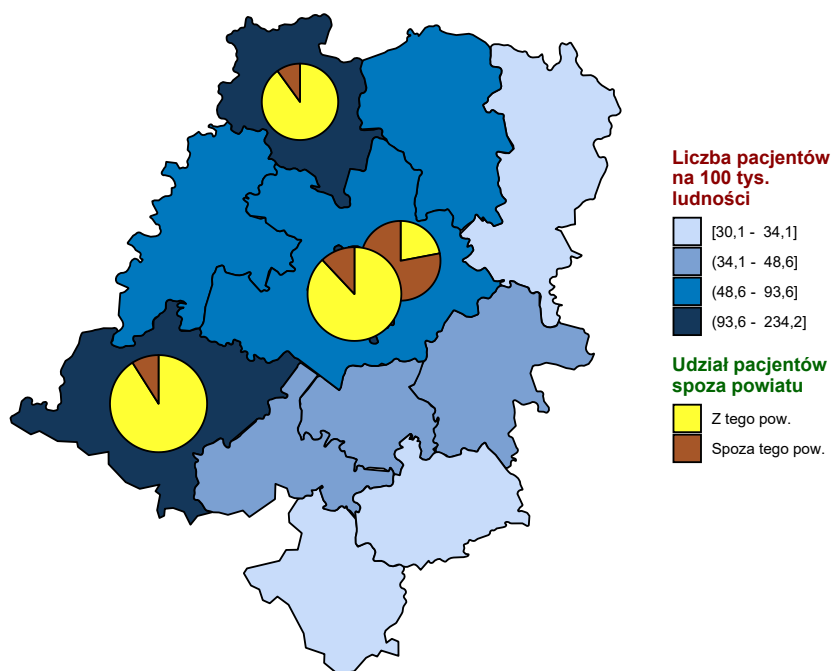 Liczba pacjentów
na 100 tys.
ludności
[30,1 - 34,1]
(34,1 - 48,6]
(48,6 - 93,6]
(93,6 - 234,2]
Udział pacjentów
spoza powiatu
Z tego pow.
Spoza tego pow.